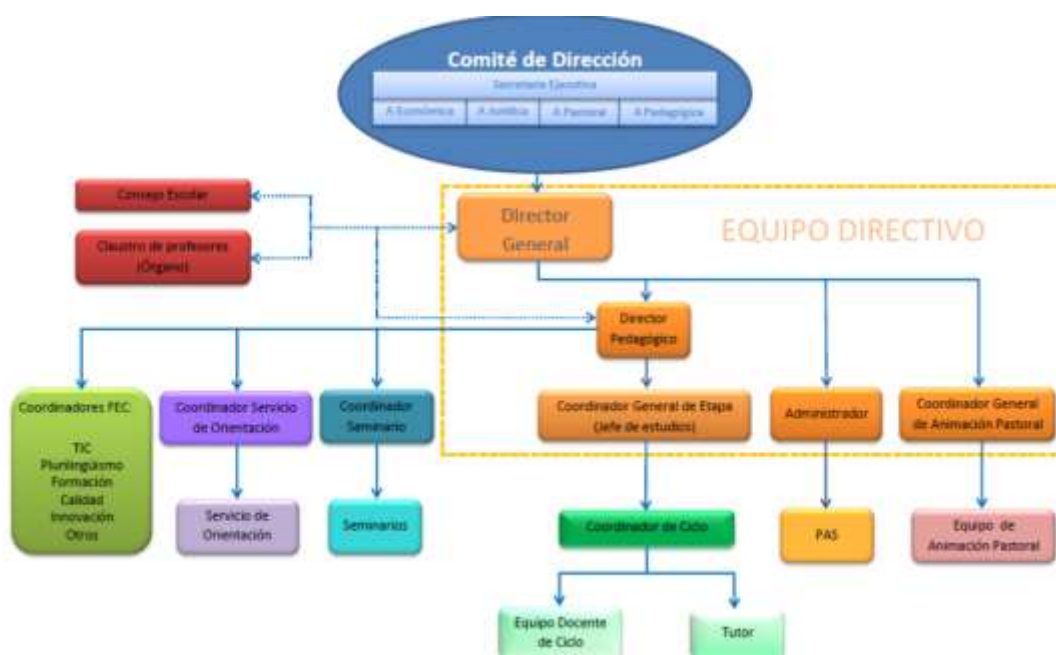 Comité de Dirección
Secretaría Ejecutiva
A Económica
A Jurídica
A Pastoral
A Pedagógica
Consejo Escolar
Claustro de profesores
(Órgano)
Director
General
EQUIPO DIRECTIVO
Director
Pedagógico
Coordinadores PEC:
TIC
Plurilingüismo
Formación
Calidad
Innovación
Otros
Coordinador Servicio
de Orientación
Coordinador
Seminario
Coordinador General de Etapa
(Jefe de estudios)
Administrador
Coordinador General
de Animación Pastoral
Servicio de
Orientación
Seminarios
Coordinador de Ciclo
PAS
Equipo de
Animación Pastoral
Equipo Docente
de Ciclo
Tutor